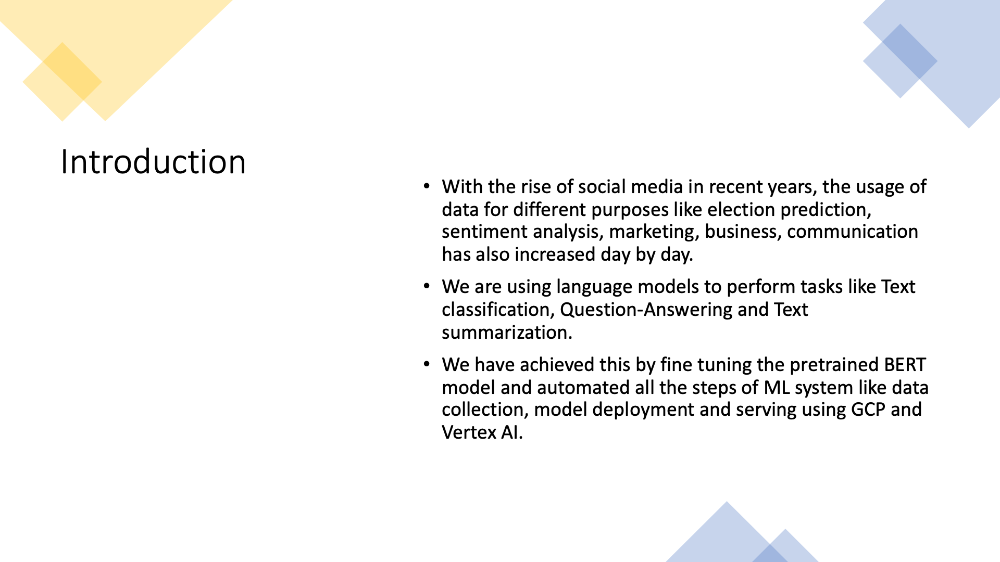 Introduction
• With the rise of social media in recent years, the usage of
data for different purposes like election prediction,
sentiment analysis, marketing, business, communication
has also increased day by day.
• We are using language models to perform tasks like Text
classification, Question-Answering and Text
summarization.
• We have achieved this by fine tuning the pretrained BERT
model and automated all the steps of ML system like data
collection, model deployment and serving using GCP and
Vertex AI.